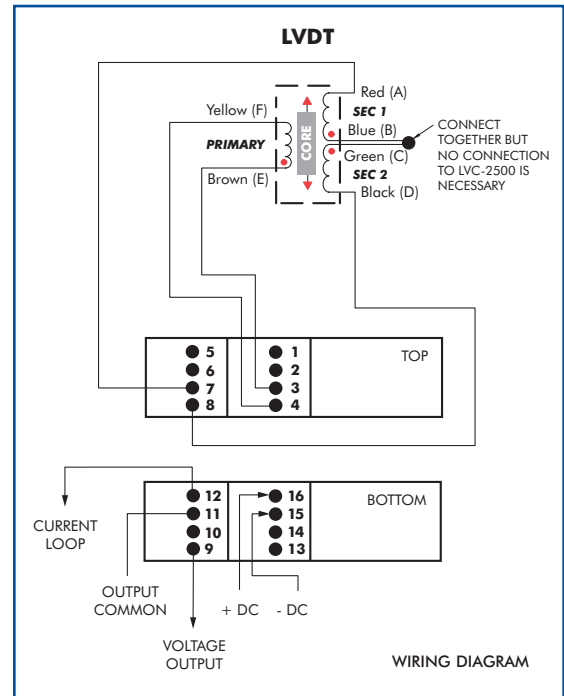 LVDT
Red (A)
SEC 1
Yellow (F)
Blue (B)
CONNECT
TOGETHER BUT
NO CONNECTION
TO LVC-2500 IS
NECESSARY
PRIMARY
CORE
Green (C)
SEC 2
Brown (E)
Black (D)
5 1 TOP
6 2
7 3
8 4
12 16 BOTTOM
11 15
10 14
9 13
CURRENT
LOOP
OUTPUT
COMMON
+ DC - DC
VOLTAGE
OUTPUT
WIRING DIAGRAM